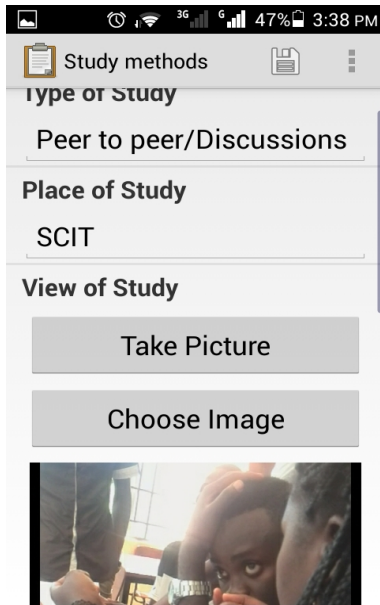 3G G 47% 3:38 PM
Study methods
Type of Study
Peer to peer/Discussions
Place of Study
SCIT
View of Study
Take Picture
Choose Image